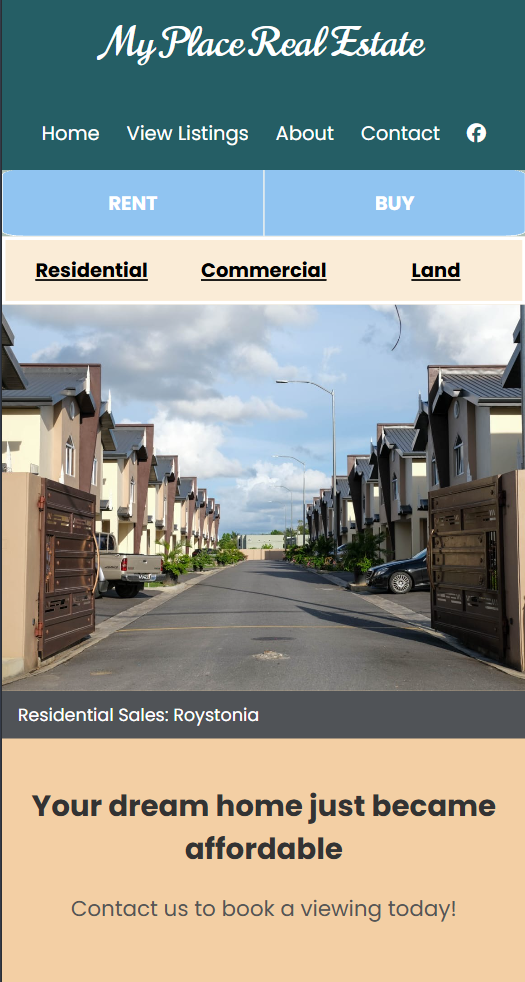 My Place Real Estate
Home View Listings About Contact
RENT BUY
Residential Commercial Land
Residential Sales: Roystonia
Your dream home just became
affordable
Contact us to book a viewing today!